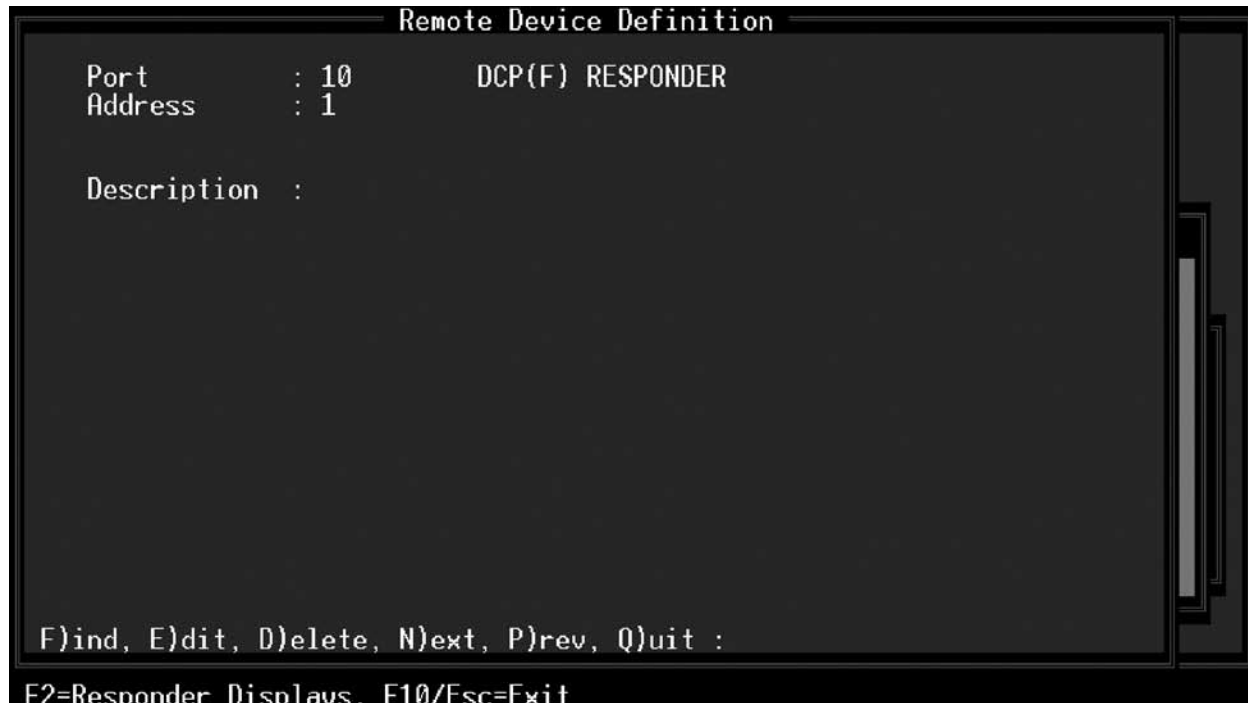 Remote Device Definition
Port : 10 DCP(F) RESPONDER
Address : 1
Description :
F)ind, E)dit, D)elete, N)ext, P)rev, Q)uit :
F2=Responder Displays, F10/Esc=Exit